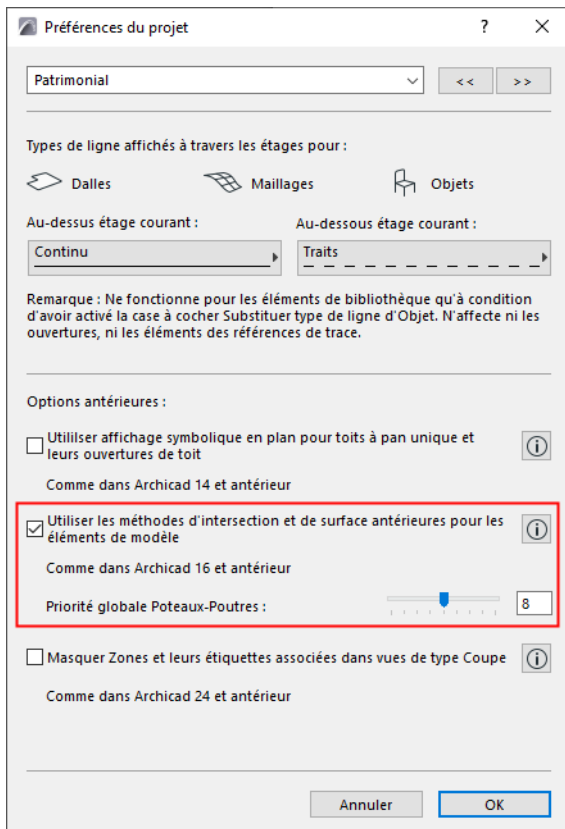 Préférences du projet
?
Patrimonial
<<
>>
Types de ligne affichés à travers les étages pour :
Dalles
Maillages
Objets
Au-dessus étage courant :
Au-dessous étage courant :
Continu
Traits
Remarque : Ne fonctionne pour les éléments de bibliothèque qu'à condition
d'avoir activé la case à cocher Substituer type de ligne d'Objet. N'affecte ni les
ouvertures, ni les éléments des références de trace.
Options antérieures :
Utililser affichage symbolique en plan pour toits à pan unique et
leurs ouvertures de toit
Comme dans Archicad 14 et antérieur
Utiliser les méthodes d'intersection et de surface antérieures pour les
éléments de modèle
Comme dans Archicad 16 et antérieur
Priorité globale Poteaux-Poutres :
8
Masquer Zones et leurs étiquettes associées dans vues de type Coupe
Comme dans Archicad 24 et antérieur
Annuler
OK